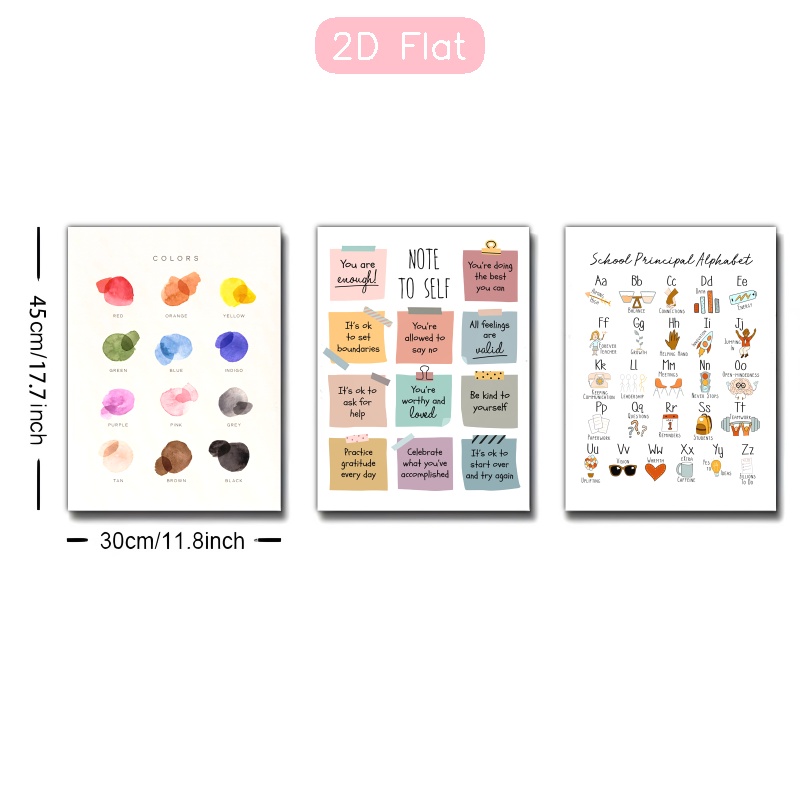 2D Flat
45cm/17.7inch
30cm/11.8inch
COLORS
RED
ORANGE
YELLOW
GREEN
BLUE
INDIGO
PURPLE
PINK
GREY
TAN
BROWN
BLACK
NOTE
TO SELF
You are
enough!
You're doing
the best
you can
It's ok
to set
boundaries
You're
allowed to
say no
All feelings
are
valid
It's ok to
ask for
help
You're
worthy and
loved
Be kind to
yourself
Practice
gratitude
every day
Celebrate
what you've
accomplished
It's ok to
start over
and try again
School Principal Alphabet
Aa
Bb
Cc
Dd
Ee
BALANCE
CONNECTIONS
DATA
ENERGY
Ff
Gg
Hh
Ii
Jj
FOREVER
TEACHER
GROWTH
HELPING HAND
INNOVATION
JUMPING
IN
Kk
Ll
Mm
Nn
Oo
KEEPING
COMMUNICATION
LEADERSHIP
MEETINGS
NEVER STOPS
OPEN-MINDEDNESS
Pp
Qq
Rr
Ss
Tt
PAPERWORK
QUESTIONS
REMINDERS
STUDENTS
TEAMWORK
Uu
Vv
Ww
Xx
Yy
Zz
UPLIFTING
VISION
WARMTH
EXTRA
CAFFEINE
YES TO
IDEAS
ZILLIONS
TO DO